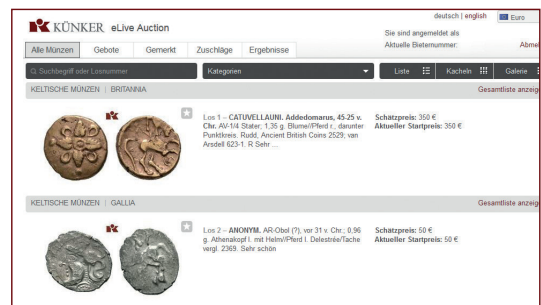 deutsch | english
Euro
KÜNKER eLive Auction
Sie sind angemeldet als
Aktuelle Bieternummer:
Abmel
Alle Münzen Gebote Gemerkt Zuschläge Ergebnisse
Suchbegriff oder Losnummer
Kategorien
Liste Kacheln Galerie
KELTISCHE MÜNZEN | BRITANNIA
Gesamtliste anzeige
Los 1 – CATUVELLAUNI. Addedomarus, 45-25 v.
Chr. AV-1/4 Stater; 1,35 g. Blume//Pferd r., darunter
Punktkreis. Rudd, Ancient British Coins 2529; van
Arsdell 623-1. R Sehr ...
Schätzpreis: 350 €
Aktueller Startpreis: 350 €
KELTISCHE MÜNZEN | GALLIA
Gesamtliste anzeige
Los 2 – ANONYM. AR-Obol (?), vor 31 v. Chr.; 0,96
g. Athenakopf l. mit Helm//Pferd l. Delestrée/Tache
vergl. 2369. Sehr schön
Schätzpreis: 50 €
Aktueller Startpreis: 50 €